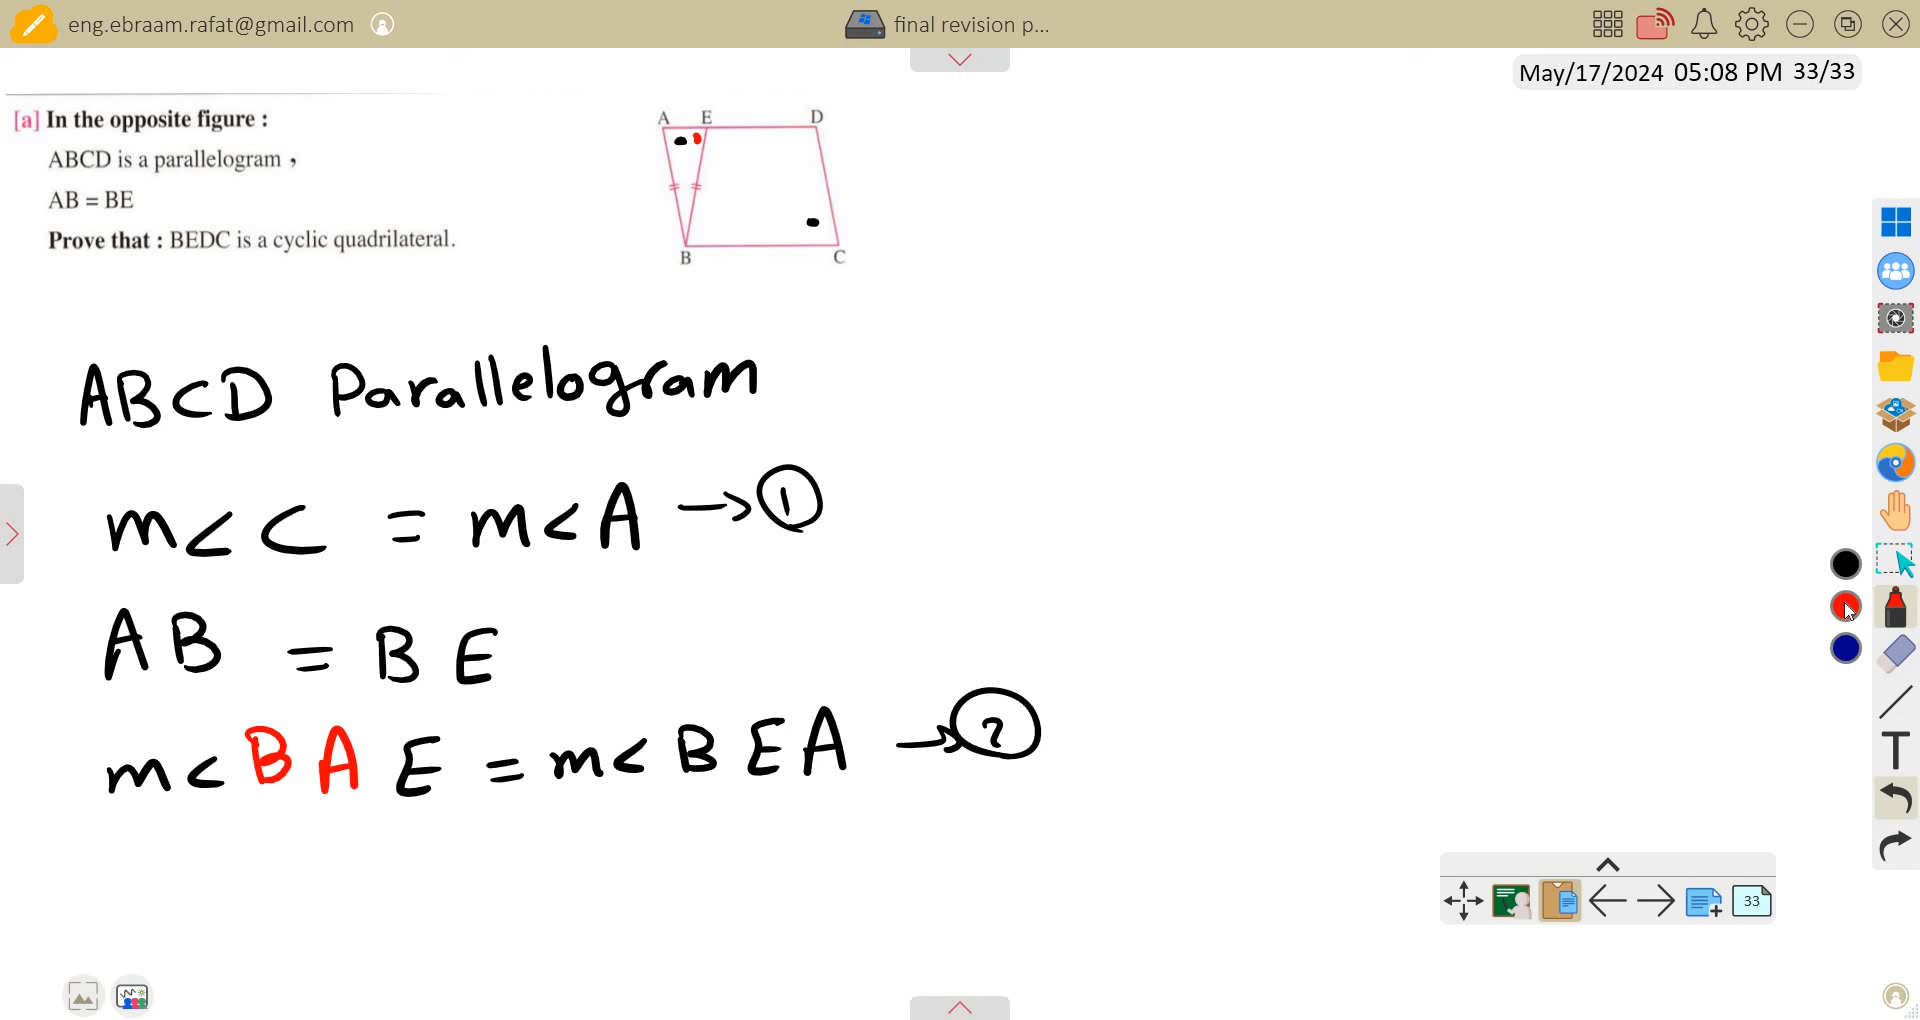 eng.ebraam.rafat@gmail.com
final revision p...
May/17/2024 05:08 PM 33/33
[a] In the opposite figure :
ABCD is a parallelogram ,
AB = BE
Prove that : BEDC is a cyclic quadrilateral.
A E D
B C
ABCD Parallelogram
m< C = m< A → 1
AB = BE
m< BAE = m< BEA → 2
T
33